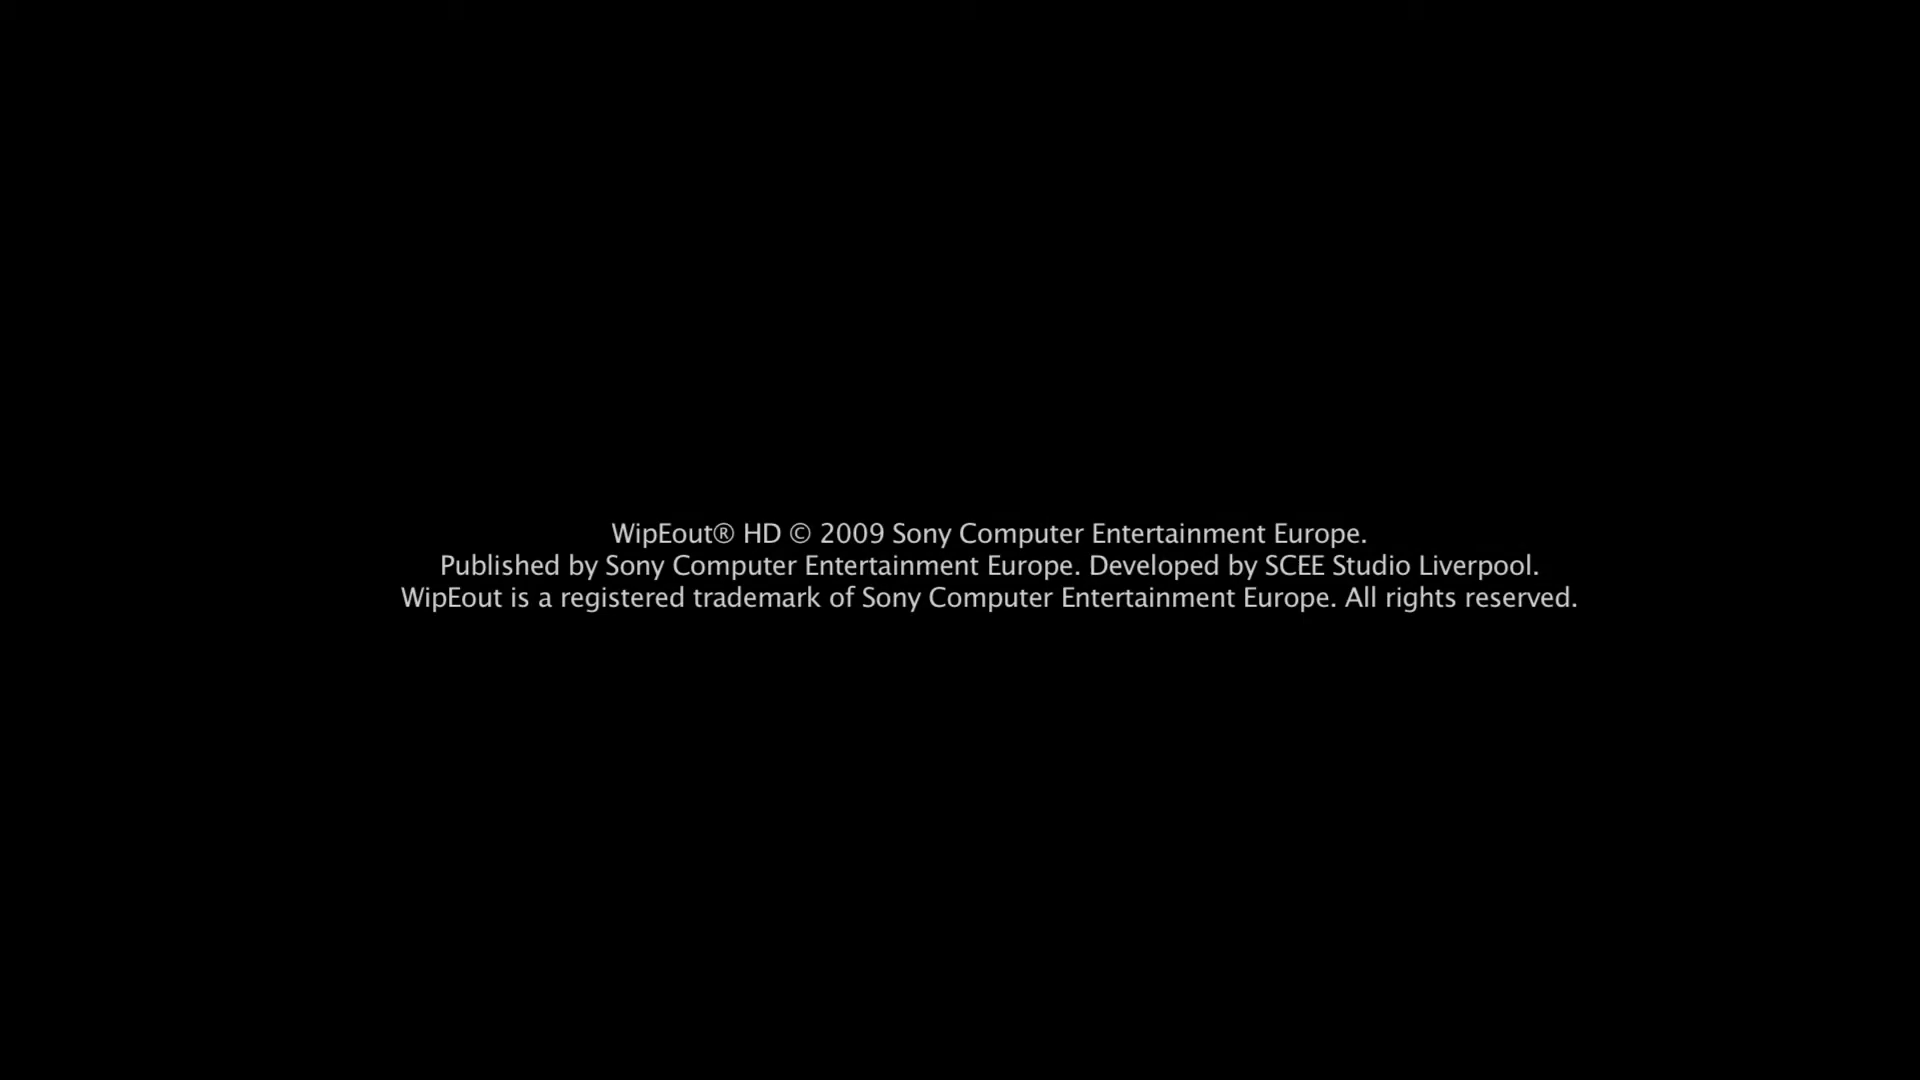 WipEout® HD © 2009 Sony Computer Entertainment Europe.
Published by Sony Computer Entertainment Europe. Developed by SCEE Studio Liverpool.
WipEout is a registered trademark of Sony Computer Entertainment Europe. All rights reserved.